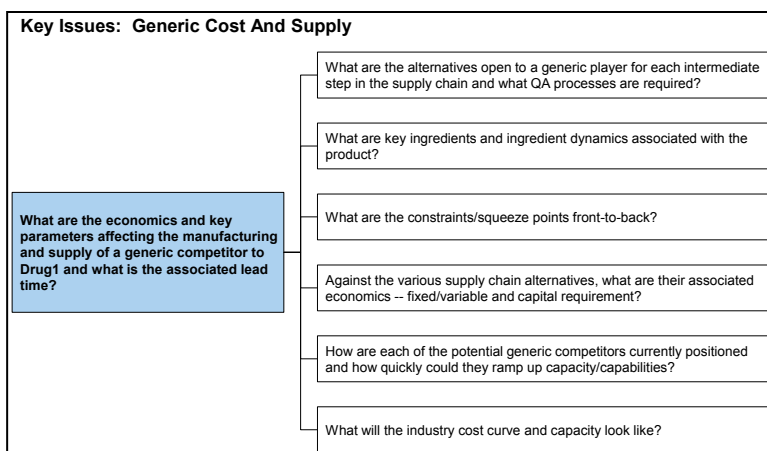 Key Issues:  Generic Cost And Supply
What are the alternatives open to a generic player for each intermediate
step in the supply chain and what QA processes are required?
What are key ingredients and ingredient dynamics associated with the
product?
What are the economics and key
parameters affecting the manufacturing
and supply of a generic competitor to
Drug1 and what is the associated lead
time?
What are the constraints/squeeze points front-to-back?
Against the various supply chain alternatives, what are their associated
economics -- fixed/variable and capital requirement?
How are each of the potential generic competitors currently positioned
and how quickly could they ramp up capacity/capabilities?
What will the industry cost curve and capacity look like?